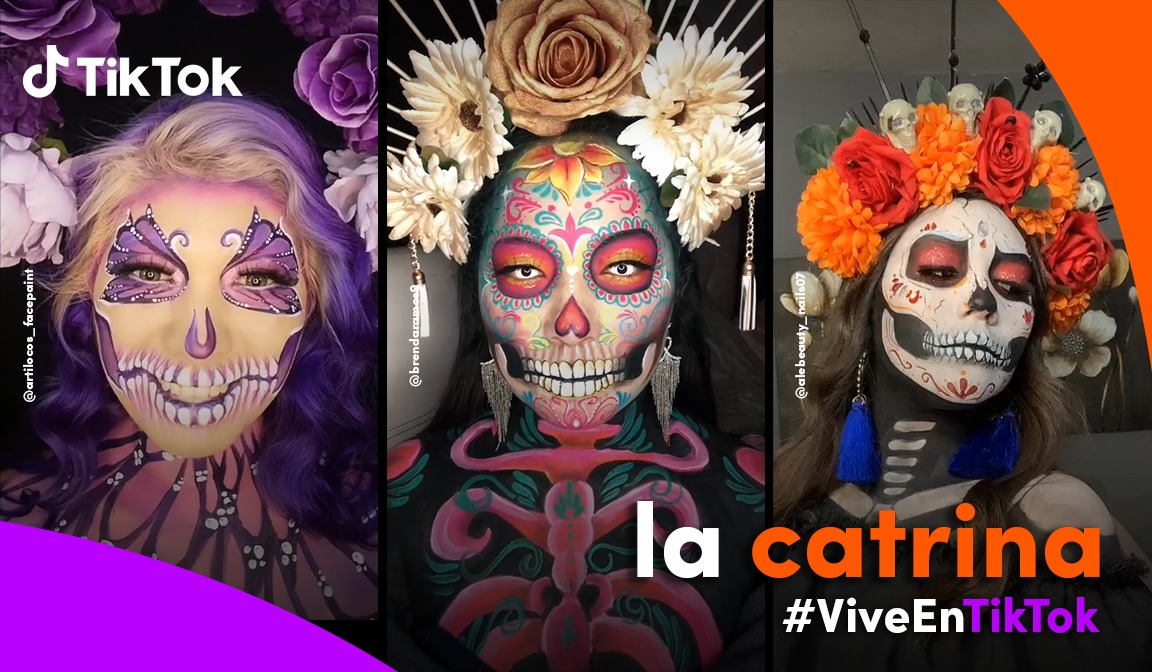 TikTok
@artilocos_facepaint
@brendaramos9
@alebeauty_nails07
la catrina
#ViveEnTikTok